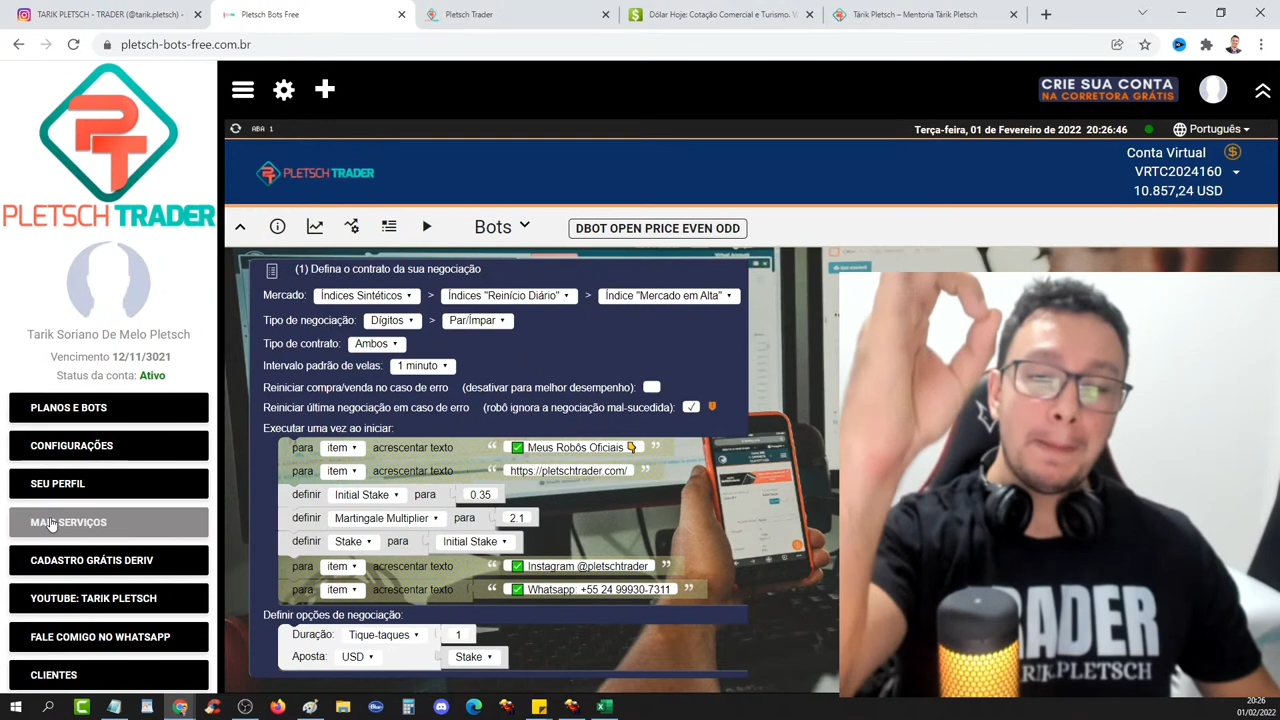 TARIK PLETSCH - TRADER (@tarik.pletsch) ·
Pletsch Bots Free
Pletsch Trader
Dólar Hoje: Cotação Comercial e Turismo. V
Tárik Pletsch – Mentoria Tárik Pletsch
pletsch-bots-free.com.br
CRIE SUA CONTA
NA CORRETORA GRÁTIS
ABA 1
Terça-feira, 01 de Fevereiro de 2022 20:26:46
Português
PT
PLETSCH TRADER
PLETSCH TRADER
Conta Virtual
VRTC2024160
10.857,24 USD
Bots
DBOT OPEN PRICE EVEN ODD
Tarik Soriano De Melo Pletsch
Vencimento 12/11/3021
Status da conta: Ativo
PLANOS E BOTS
CONFIGURAÇÕES
SEU PERFIL
MAIS SERVIÇOS
CADASTRO GRÁTIS DERIV
YOUTUBE: TARIK PLETSCH
FALE COMIGO NO WHATSAPP
CLIENTES
(1) Defina o contrato da sua negociação
Mercado: Índices Sintéticos > Índices "Reinício Diário" > Índice "Mercado em Alta"
Tipo de negociação: Dígitos > Par/Ímpar
Tipo de contrato: Ambos
Intervalo padrão de velas: 1 minuto
Reiniciar compra/venda no caso de erro (desativar para melhor desempenho):
Reiniciar última negociação em caso de erro (robô ignora a negociação mal-sucedida): ✓
Executar uma vez ao iniciar:
para item acrescentar texto “ ✅ Meus Robôs Oficiais 👇 ”
para item acrescentar texto “ https://pletschtrader.com/ ”
definir Initial Stake para 0.35
definir Martingale Multiplier para 2.1
definir Stake para Initial Stake
para item acrescentar texto “ ✅ Instagram @pletschtrader ”
para item acrescentar texto “ ✅ Whatsapp: +55 24 99930-7311 ”
Definir opções de negociação:
Duração: Tique-taques 1
Aposta: USD Stake
TRADER
TARIK PLETSCH
20:26
01/02/2022